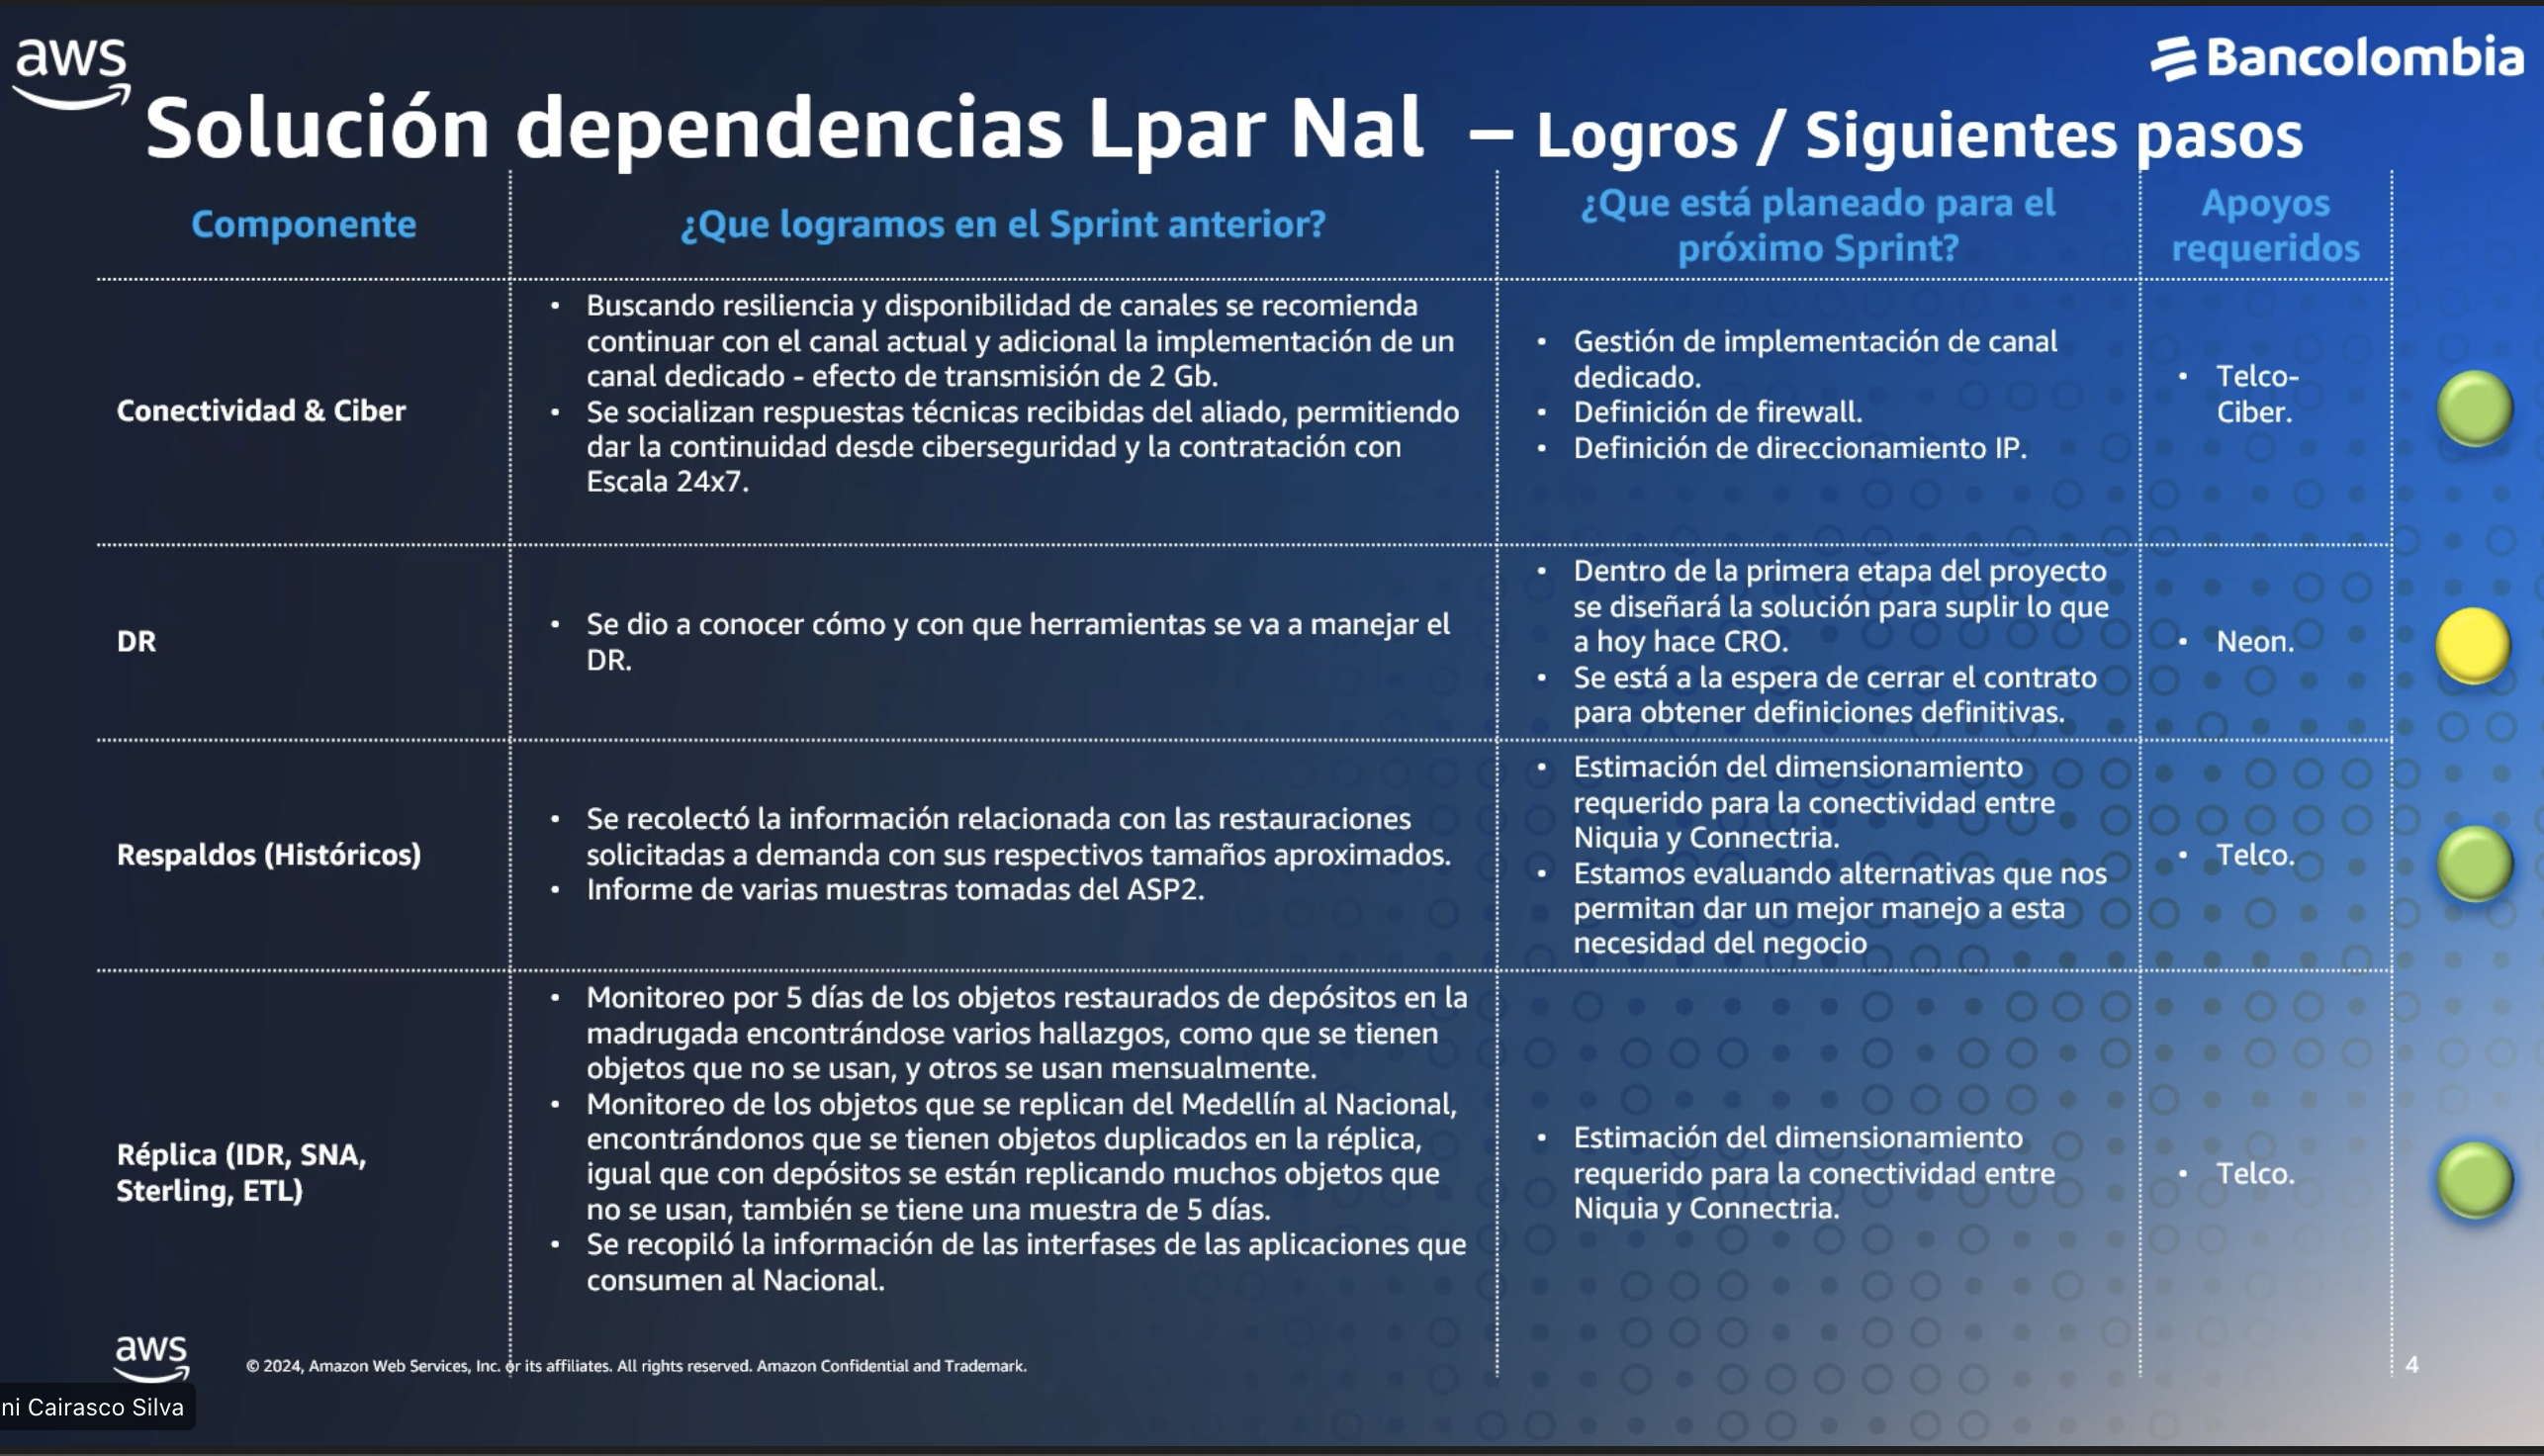 aws
Bancolombia
Solución dependencias Lpar Nal – Logros / Siguientes pasos
Componente
¿Que logramos en el Sprint anterior?
¿Que está planeado para el
próximo Sprint?
Apoyos
requeridos
Conectividad & Ciber
• Buscando resiliencia y disponibilidad de canales se recomienda
continuar con el canal actual y adicional la implementación de un
canal dedicado - efecto de transmisión de 2 Gb.
• Se socializan respuestas técnicas recibidas del aliado, permitiendo
dar la continuidad desde ciberseguridad y la contratación con
Escala 24x7.
• Gestión de implementación de canal
dedicado.
• Definición de firewall.
• Definición de direccionamiento IP.
• Telco-
Ciber.
DR
• Se dio a conocer cómo y con que herramientas se va a manejar el
DR.
• Dentro de la primera etapa del proyecto
se diseñará la solución para suplir lo que
a hoy hace CRO.
• Se está a la espera de cerrar el contrato
para obtener definiciones definitivas.
• Neon.
Respaldos (Históricos)
• Se recolectó la información relacionada con las restauraciones
solicitadas a demanda con sus respectivos tamaños aproximados.
• Informe de varias muestras tomadas del ASP2.
• Estimación del dimensionamiento
requerido para la conectividad entre
Niquia y Connectria.
• Estamos evaluando alternativas que nos
permitan dar un mejor manejo a esta
necesidad del negocio
• Telco.
Réplica (IDR, SNA,
Sterling, ETL)
• Monitoreo por 5 días de los objetos restaurados de depósitos en la
madrugada encontrándose varios hallazgos, como que se tienen
objetos que no se usan, y otros se usan mensualmente.
• Monitoreo de los objetos que se replican del Medellín al Nacional,
encontrándonos que se tienen objetos duplicados en la réplica,
igual que con depósitos se están replicando muchos objetos que
no se usan, también se tiene una muestra de 5 días.
• Se recopiló la información de las interfases de las aplicaciones que
consumen al Nacional.
• Estimación del dimensionamiento
requerido para la conectividad entre
Niquia y Connectria.
• Telco.
aws
© 2024, Amazon Web Services, Inc. or its affiliates. All rights reserved. Amazon Confidential and Trademark.
4
ni Cairasco Silva